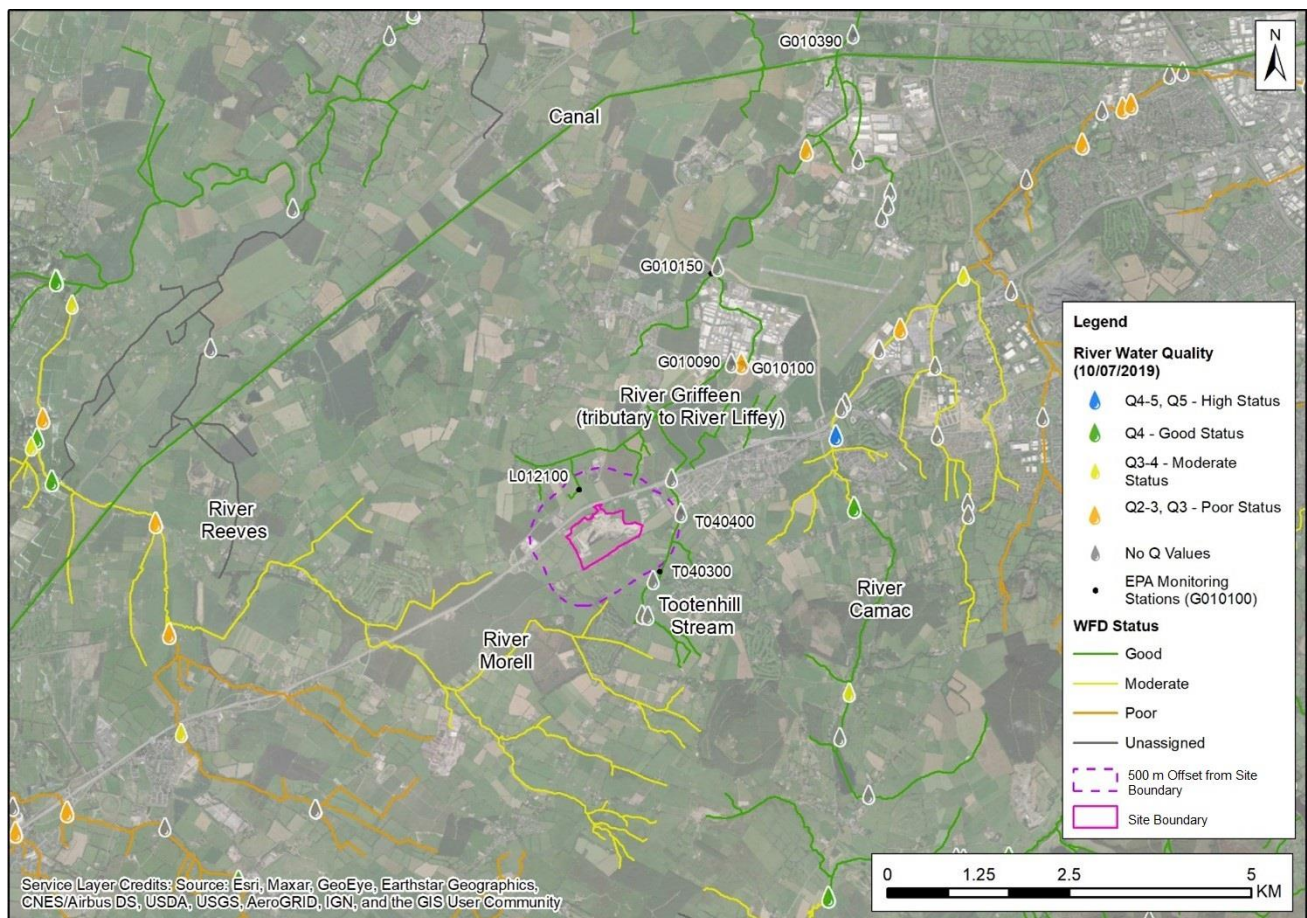 N
G010390
Canal
G010150
G010090
G010100
River Griffeen
(tributary to River Liffey)
L012100
T040400
River
Reeves
T040300
Tootenhill
Stream
River
Camac
River
Morell
Legend
River Water Quality
(10/07/2019)
Q4-5, Q5 - High Status
Q4 - Good Status
Q3-4 - Moderate
Status
Q2-3, Q3 - Poor Status
No Q Values
EPA Monitoring
Stations (G010100)
WFD Status
Good
Moderate
Poor
Unassigned
500 m Offset from Site
Boundary
Site Boundary
0 1.25 2.5 5
KM
Service Layer Credits: Source: Esri, Maxar, GeoEye, Earthstar Geographics,
CNES/Airbus DS, USDA, USGS, AeroGRID, IGN, and the GIS User Community